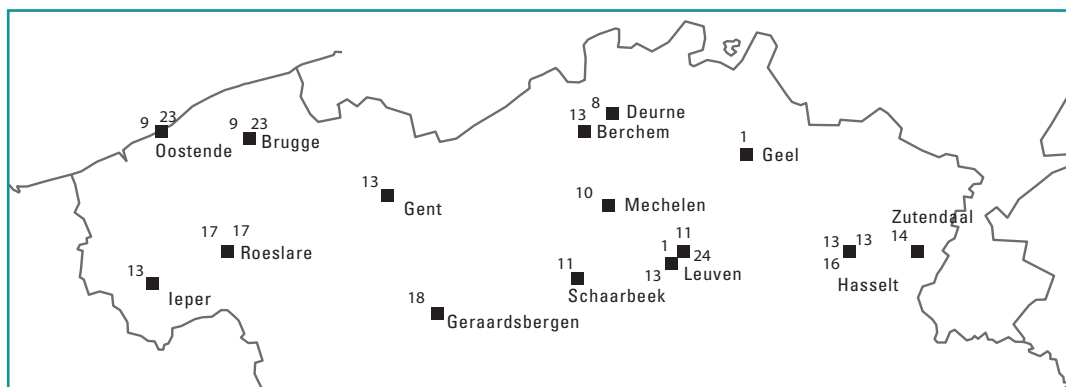 8
Deurne
13
Berchem
9 23
Oostende
9 23
Brugge
1
Geel
13
Gent
10
Mechelen
Zutendaal
14
17 17
Roeslare
11
1 24
13 Leuven
13 13
16
Hasselt
13
Ieper
11
Schaarbeek
18
Geraardsbergen